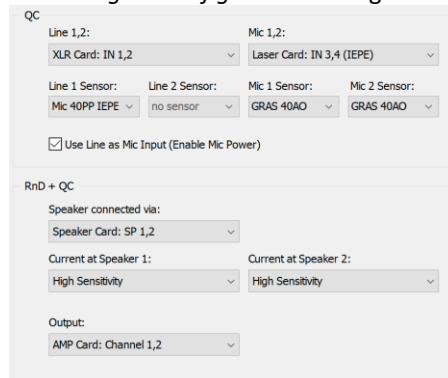 QC
Line 1,2:
Mic 1,2:
XLR Card: IN 1,2
Laser Card: IN 3,4 (IEPE)
Line 1 Sensor:
Line 2 Sensor:
Mic 1 Sensor:
Mic 2 Sensor:
Mic 40PP IEPE
no sensor
GRAS 40AO
GRAS 40AO
Use Line as Mic Input (Enable Mic Power)
RnD + QC
Speaker connected via:
Speaker Card: SP 1,2
Current at Speaker 1:
Current at Speaker 2:
High Sensitivity
High Sensitivity
Output:
AMP Card: Channel 1,2